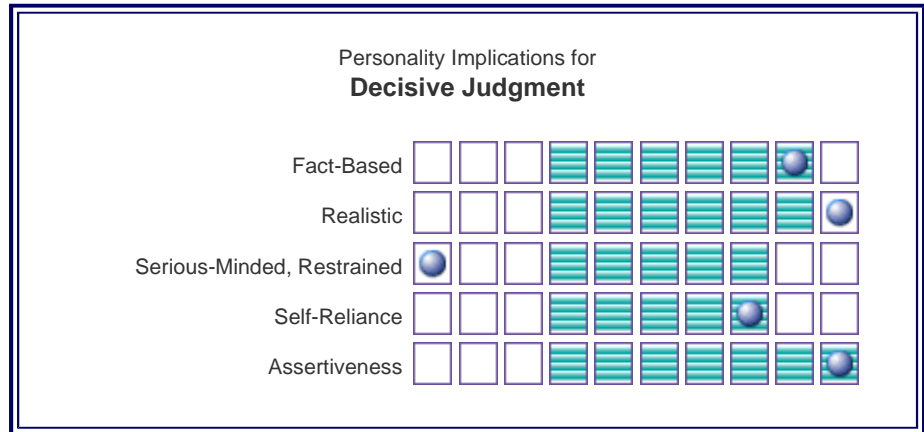 Personality Implications for
Decisive Judgment
Fact-Based
Realistic
Serious-Minded, Restrained
Self-Reliance
Assertiveness